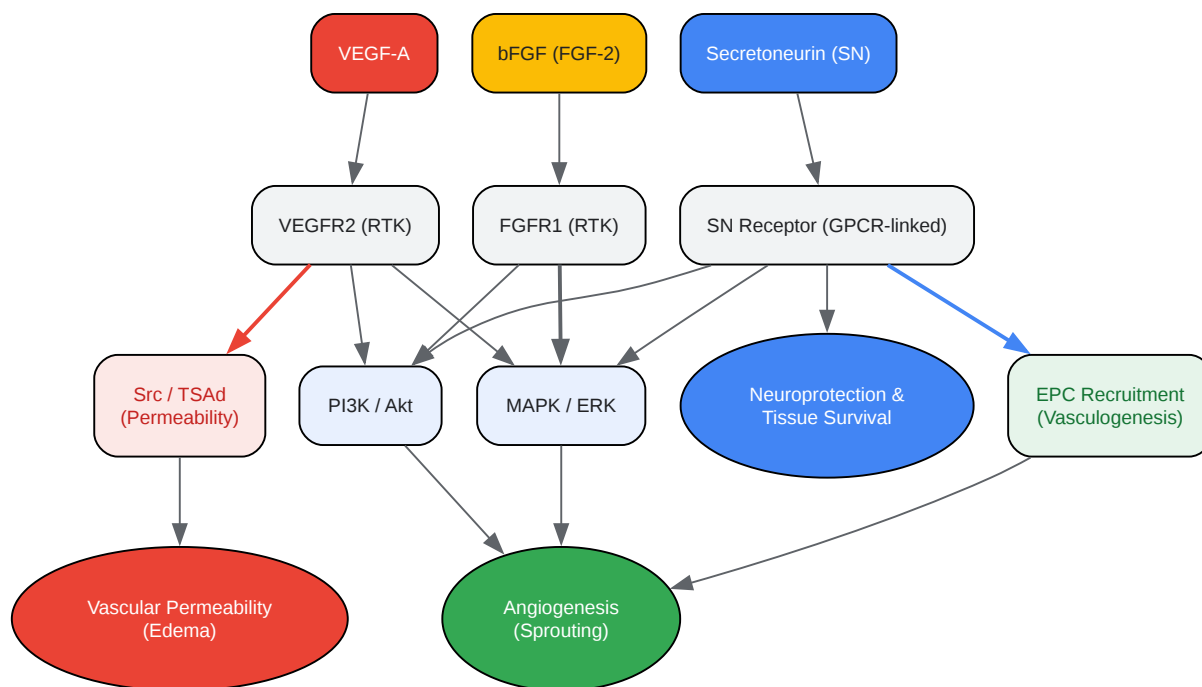 VEGF-A
bFGF (FGF-2)
Secretoneurin (SN)
VEGFR2 (RTK)
FGFR1 (RTK)
SN Receptor (GPCR-linked)
Src / TSAd
(Permeability)
PI3K / Akt
MAPK / ERK
Neuroprotection &
Tissue Survival
EPC Recruitment
(Vasculogenesis)
Vascular Permeability
(Edema)
Angiogenesis
(Sprouting)